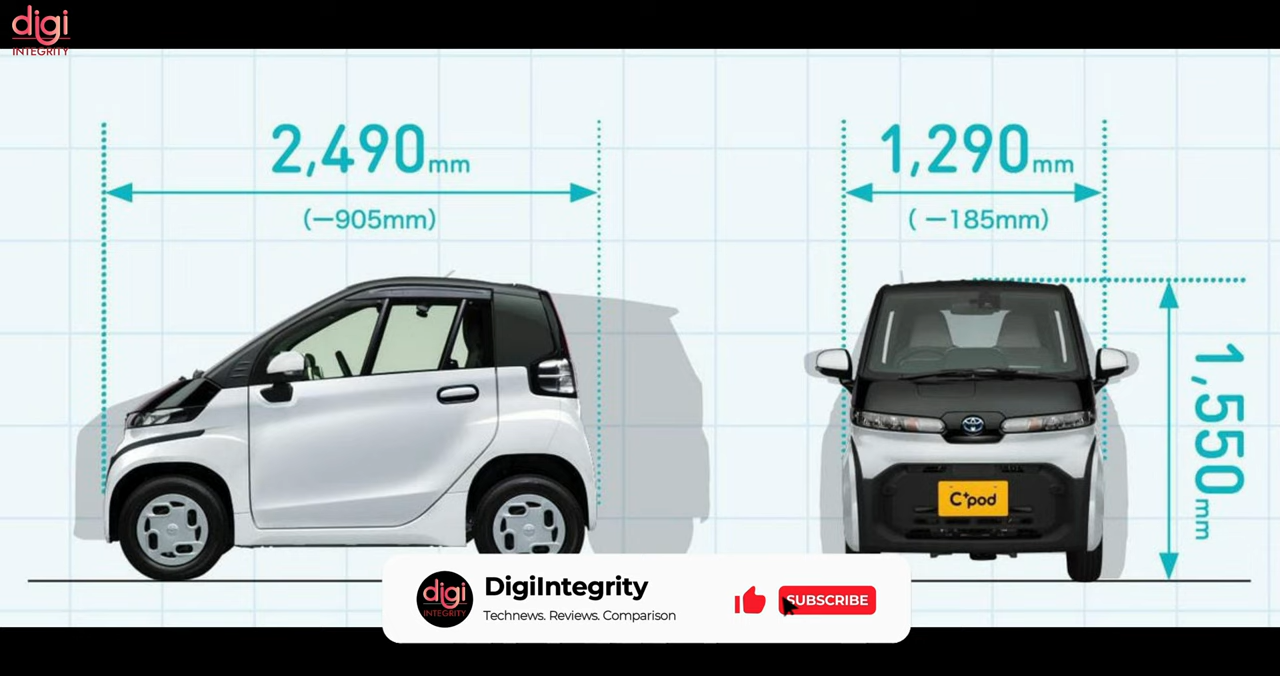 digi
INTEGRITY
2,490mm
(−905mm)
1,290mm
( −185mm)
1,550mm
C+pod
digi
INTEGRITY
DigiIntegrity
Technews. Reviews. Comparison
SUBSCRIBE